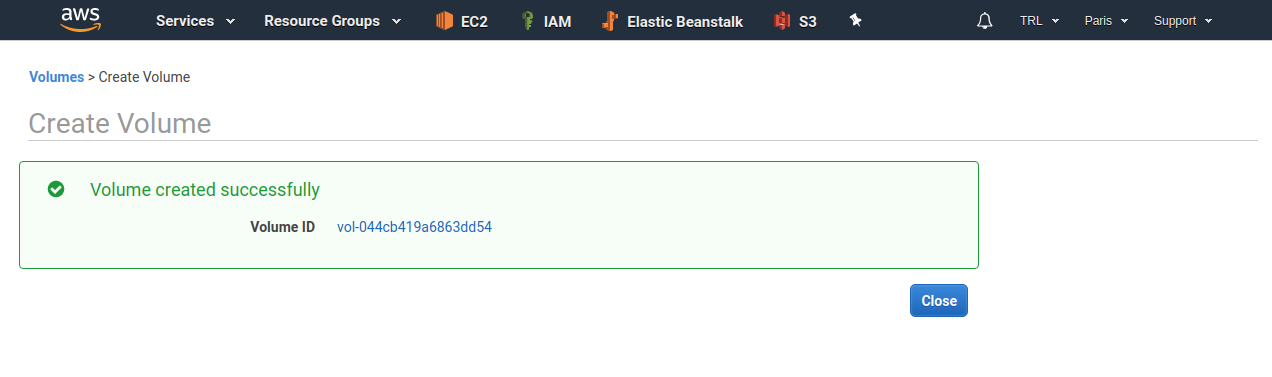 aws Services Resource Groups EC2 IAM Elastic Beanstalk S3 TRL Paris Support
Volumes > Create Volume
Create Volume
Volume created successfully
Volume ID vol-044cb419a6863dd54
Close